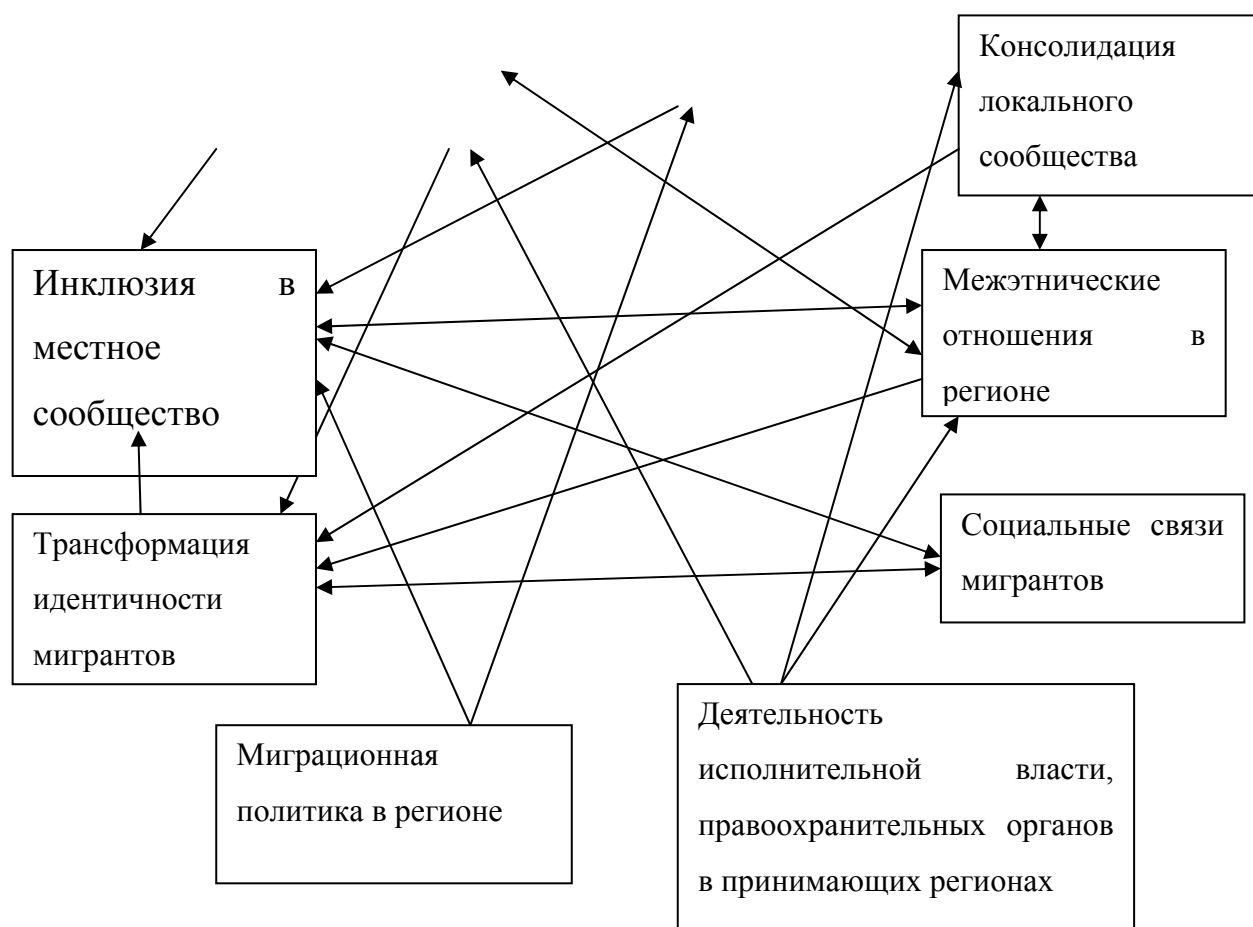 Консолидация
локального
сообщества
Инклюзия в
местное
сообщество
Межэтнические
отношения в
регионе
Трансформация
идентичности
мигрантов
Социальные связи
мигрантов
Миграционная
политика в регионе
Деятельность
исполнительной власти,
правоохранительных органов
в принимающих регионах